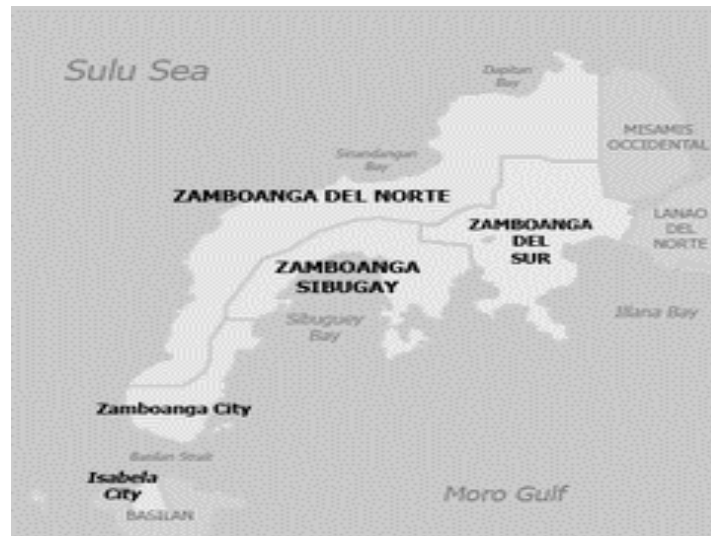 Sulu Sea
Dapitan
Bay
MISAMIS
OCCIDENTAL
Sinandangan
Bay
ZAMBOANGA DEL NORTE
LANAO
DEL
NORTE
ZAMBOANGA
DEL
SUR
ZAMBOANGA
SIBUGAY
Sibuguey
Bay
Illana Bay
Zamboanga City
Basilan Strait
Isabela
City
BASILAN
Moro Gulf